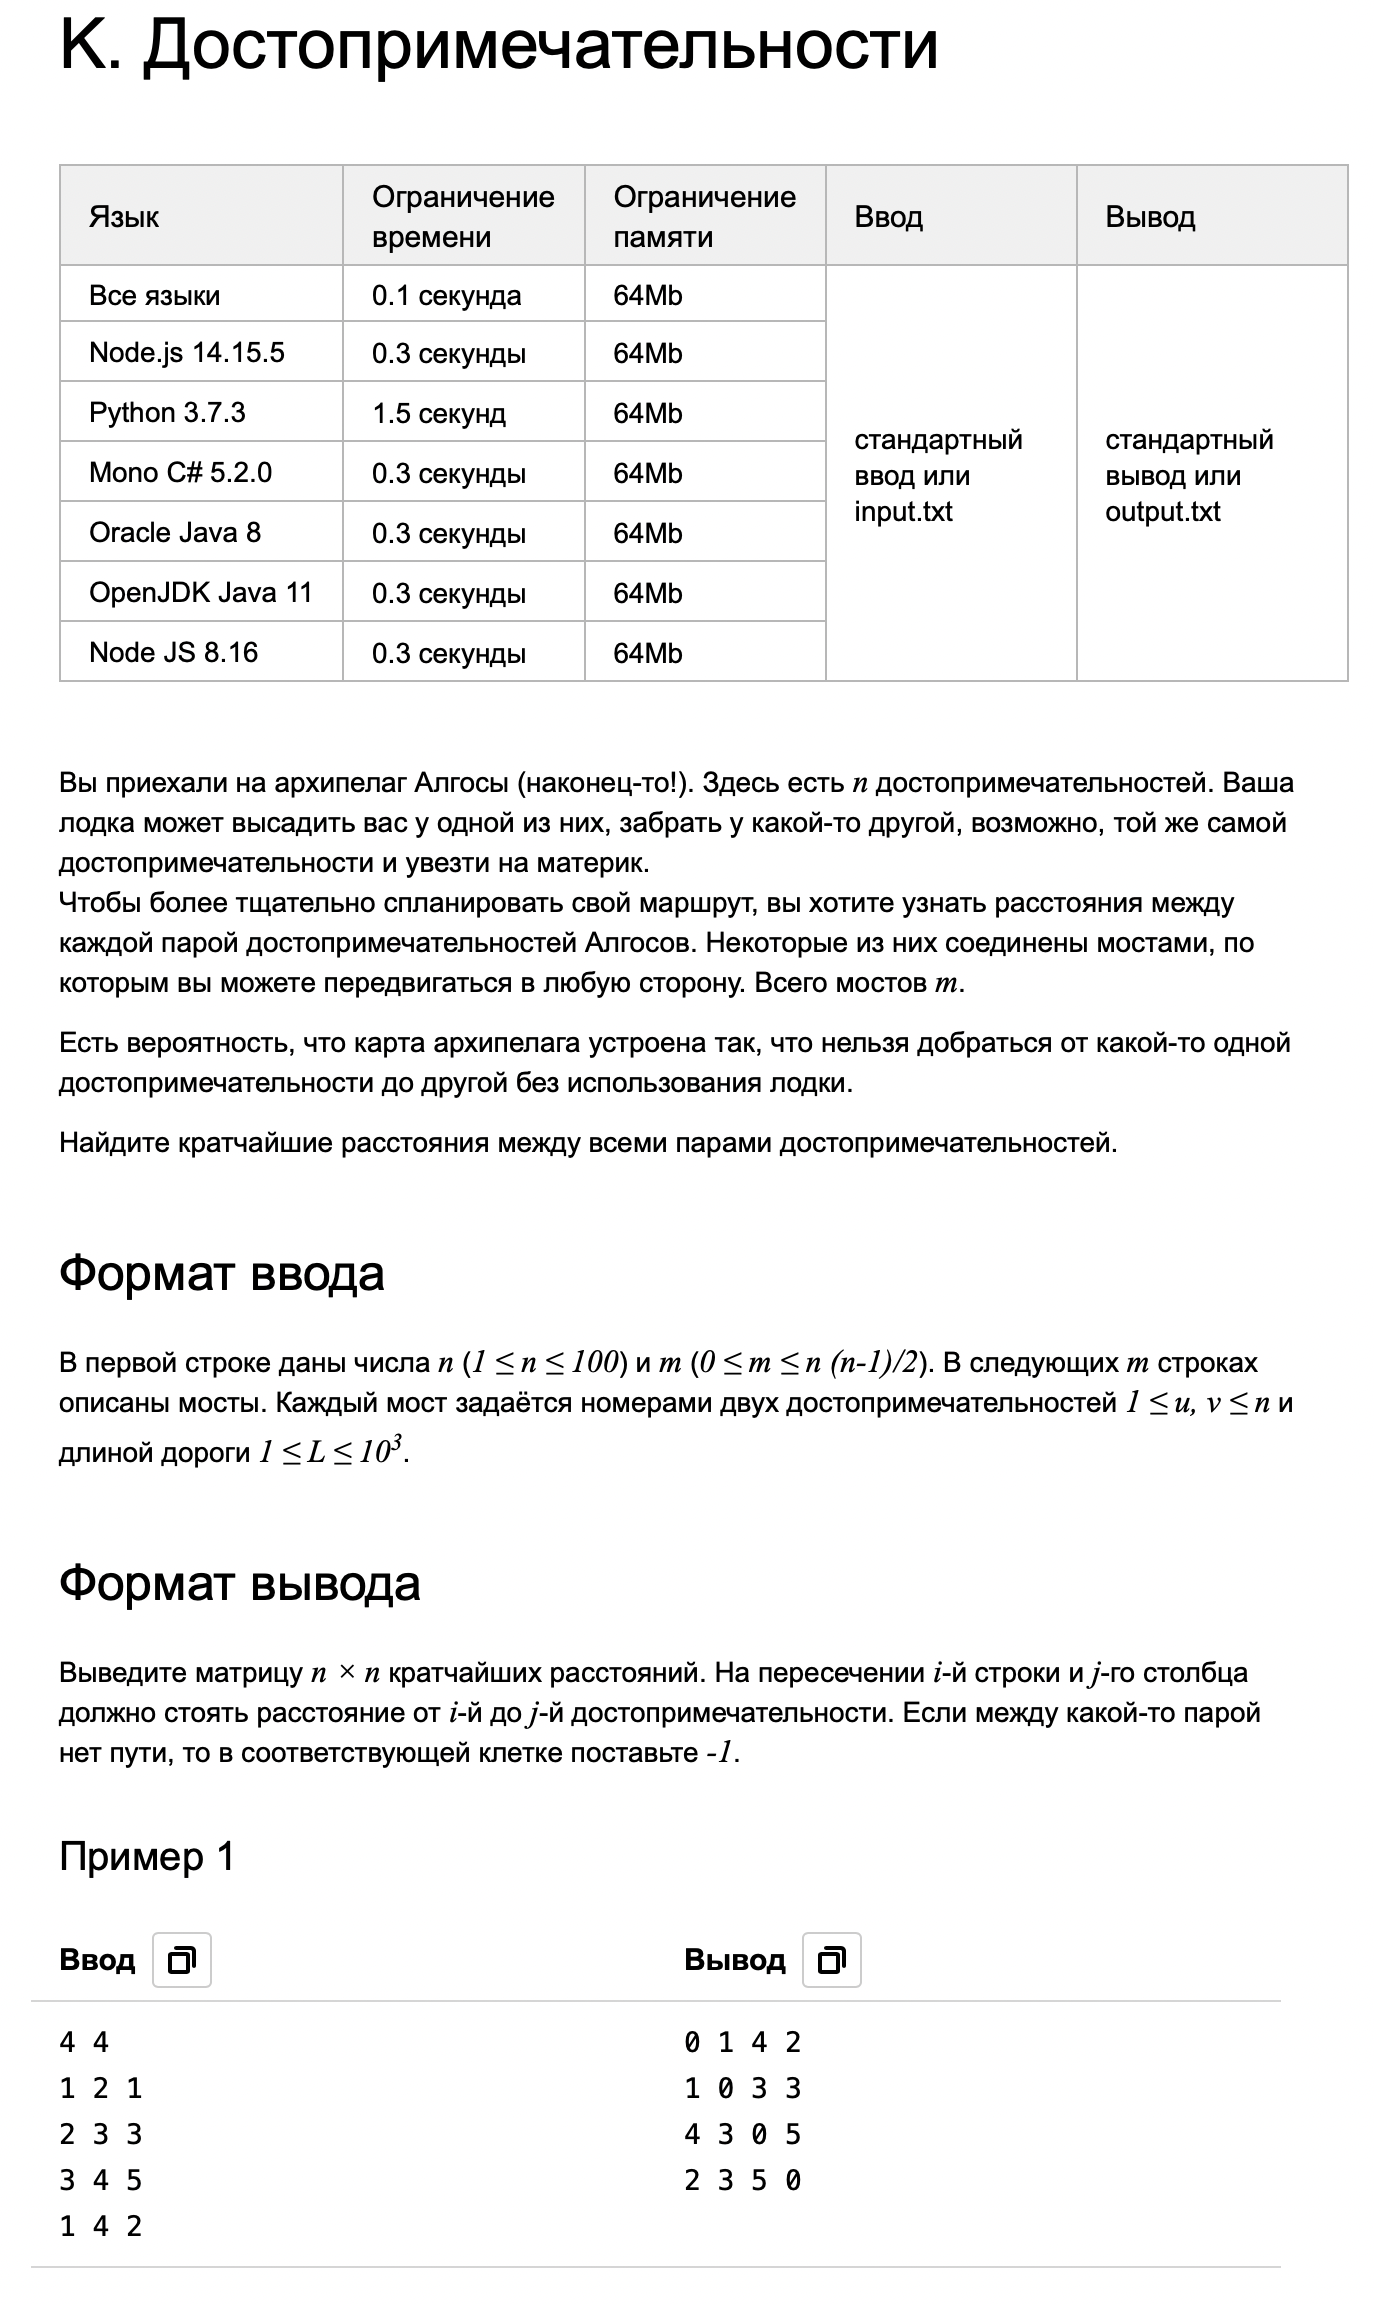 K. Достопримечательности
Язык
Ограничение времени
Ограничение памяти
Ввод
Вывод
Все языки
0.1 секунда
64Mb
стандартный ввод или input.txt
стандартный вывод или output.txt
Node.js 14.15.5
0.3 секунды
64Mb
Python 3.7.3
1.5 секунд
64Mb
Mono C# 5.2.0
0.3 секунды
64Mb
Oracle Java 8
0.3 секунды
64Mb
OpenJDK Java 11
0.3 секунды
64Mb
Node JS 8.16
0.3 секунды
64Mb
Вы приехали на архипелаг Алгосы (наконец-то!). Здесь есть n достопримечательностей. Ваша
лодка может высадить вас у одной из них, забрать у какой-то другой, возможно, той же самой
достопримечательности и увезти на материк.
Чтобы более тщательно спланировать свой маршрут, вы хотите узнать расстояния между
каждой парой достопримечательностей Алгосов. Некоторые из них соединены мостами, по
которым вы можете передвигаться в любую сторону. Всего мостов m.
Есть вероятность, что карта архипелага устроена так, что нельзя добраться от какой-то одной
достопримечательности до другой без использования лодки.
Найдите кратчайшие расстояния между всеми парами достопримечательностей.
Формат ввода
В первой строке даны числа n (1 ≤ n ≤ 100) и m (0 ≤ m ≤ n (n-1)/2). В следующих m строках
описаны мосты. Каждый мост задаётся номерами двух достопримечательностей 1 ≤ u, v ≤ n и
длиной дороги 1 ≤ L ≤ 10³.
Формат вывода
Выведите матрицу n × n кратчайших расстояний. На пересечении i-й строки и j-го столбца
должно стоять расстояние от i-й до j-й достопримечательности. Если между какой-то парой
нет пути, то в соответствующей клетке поставьте -1.
Пример 1
Ввод
Вывод
4 4
1 2 1
2 3 3
3 4 5
1 4 2
0 1 4 2
1 0 3 3
4 3 0 5
2 3 5 0